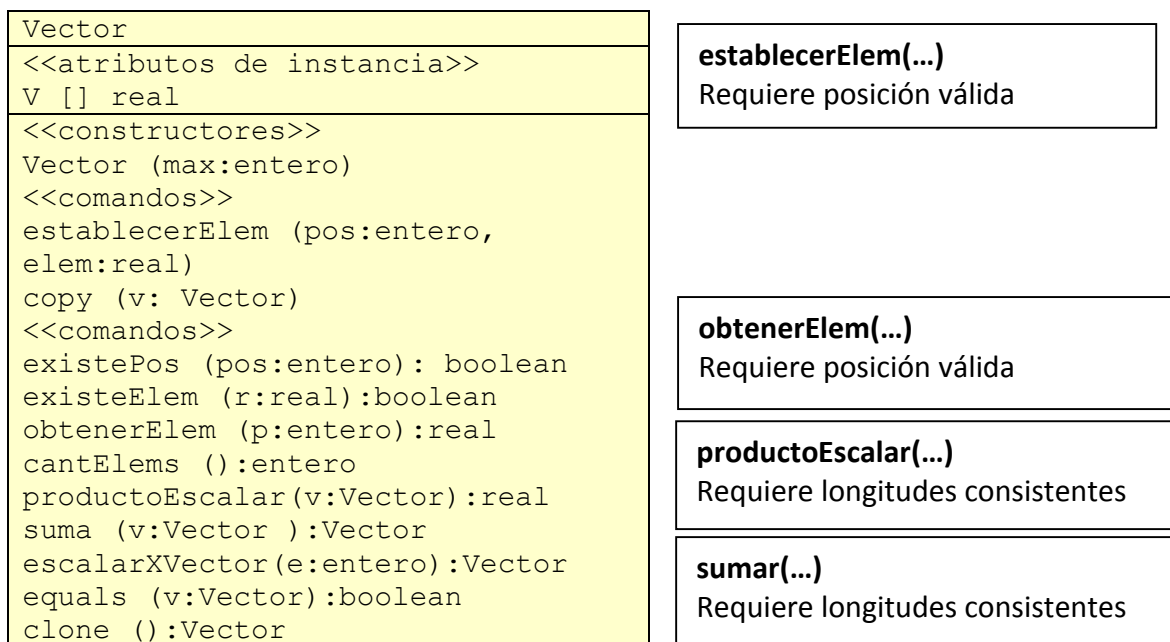 Vector
<<atributos de instancia>>
V [] real
<<constructores>>
Vector (max:entero)
<<comandos>>
establecerElem (pos:entero,
elem:real)
copy (v: Vector)
<<comandos>>
existePos (pos:entero): boolean
existeElem (r:real):boolean
obtenerElem (p:entero):real
cantElems ():entero
productoEscalar(v:Vector):real
suma (v:Vector ):Vector
escalarXVector(e:entero):Vector
equals (v:Vector):boolean
clone ():Vector
establecerElem(…)
Requiere posición válida
obtenerElem(…)
Requiere posición válida
productoEscalar(…)
Requiere longitudes consistentes
sumar(…)
Requiere longitudes consistentes